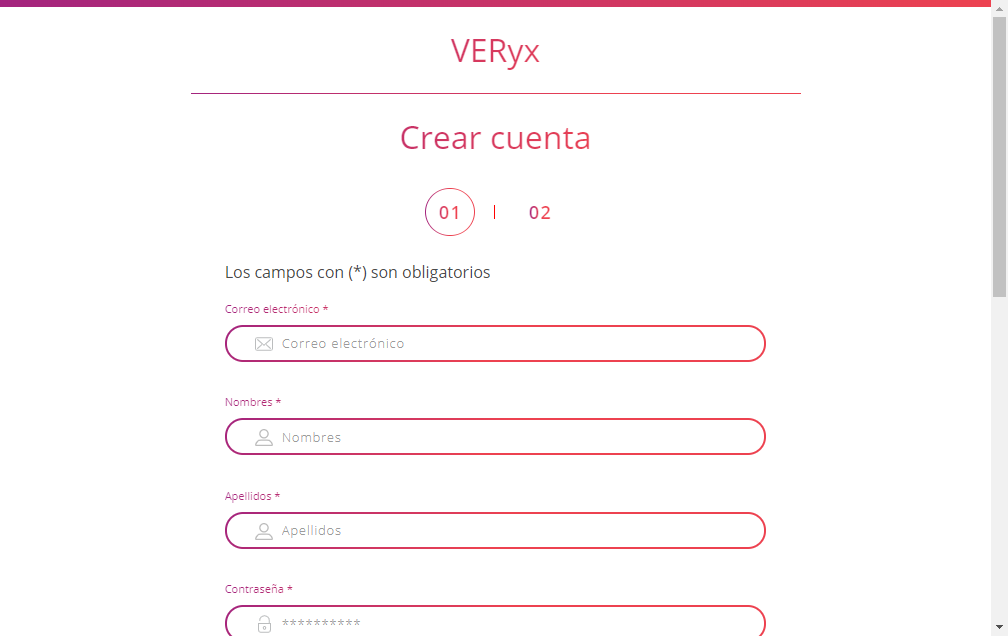 VERyx
Crear cuenta
01 | 02
Los campos con (*) son obligatorios
Correo electrónico *
Correo electrónico
Nombres *
Nombres
Apellidos *
Apellidos
Contraseña *
**********